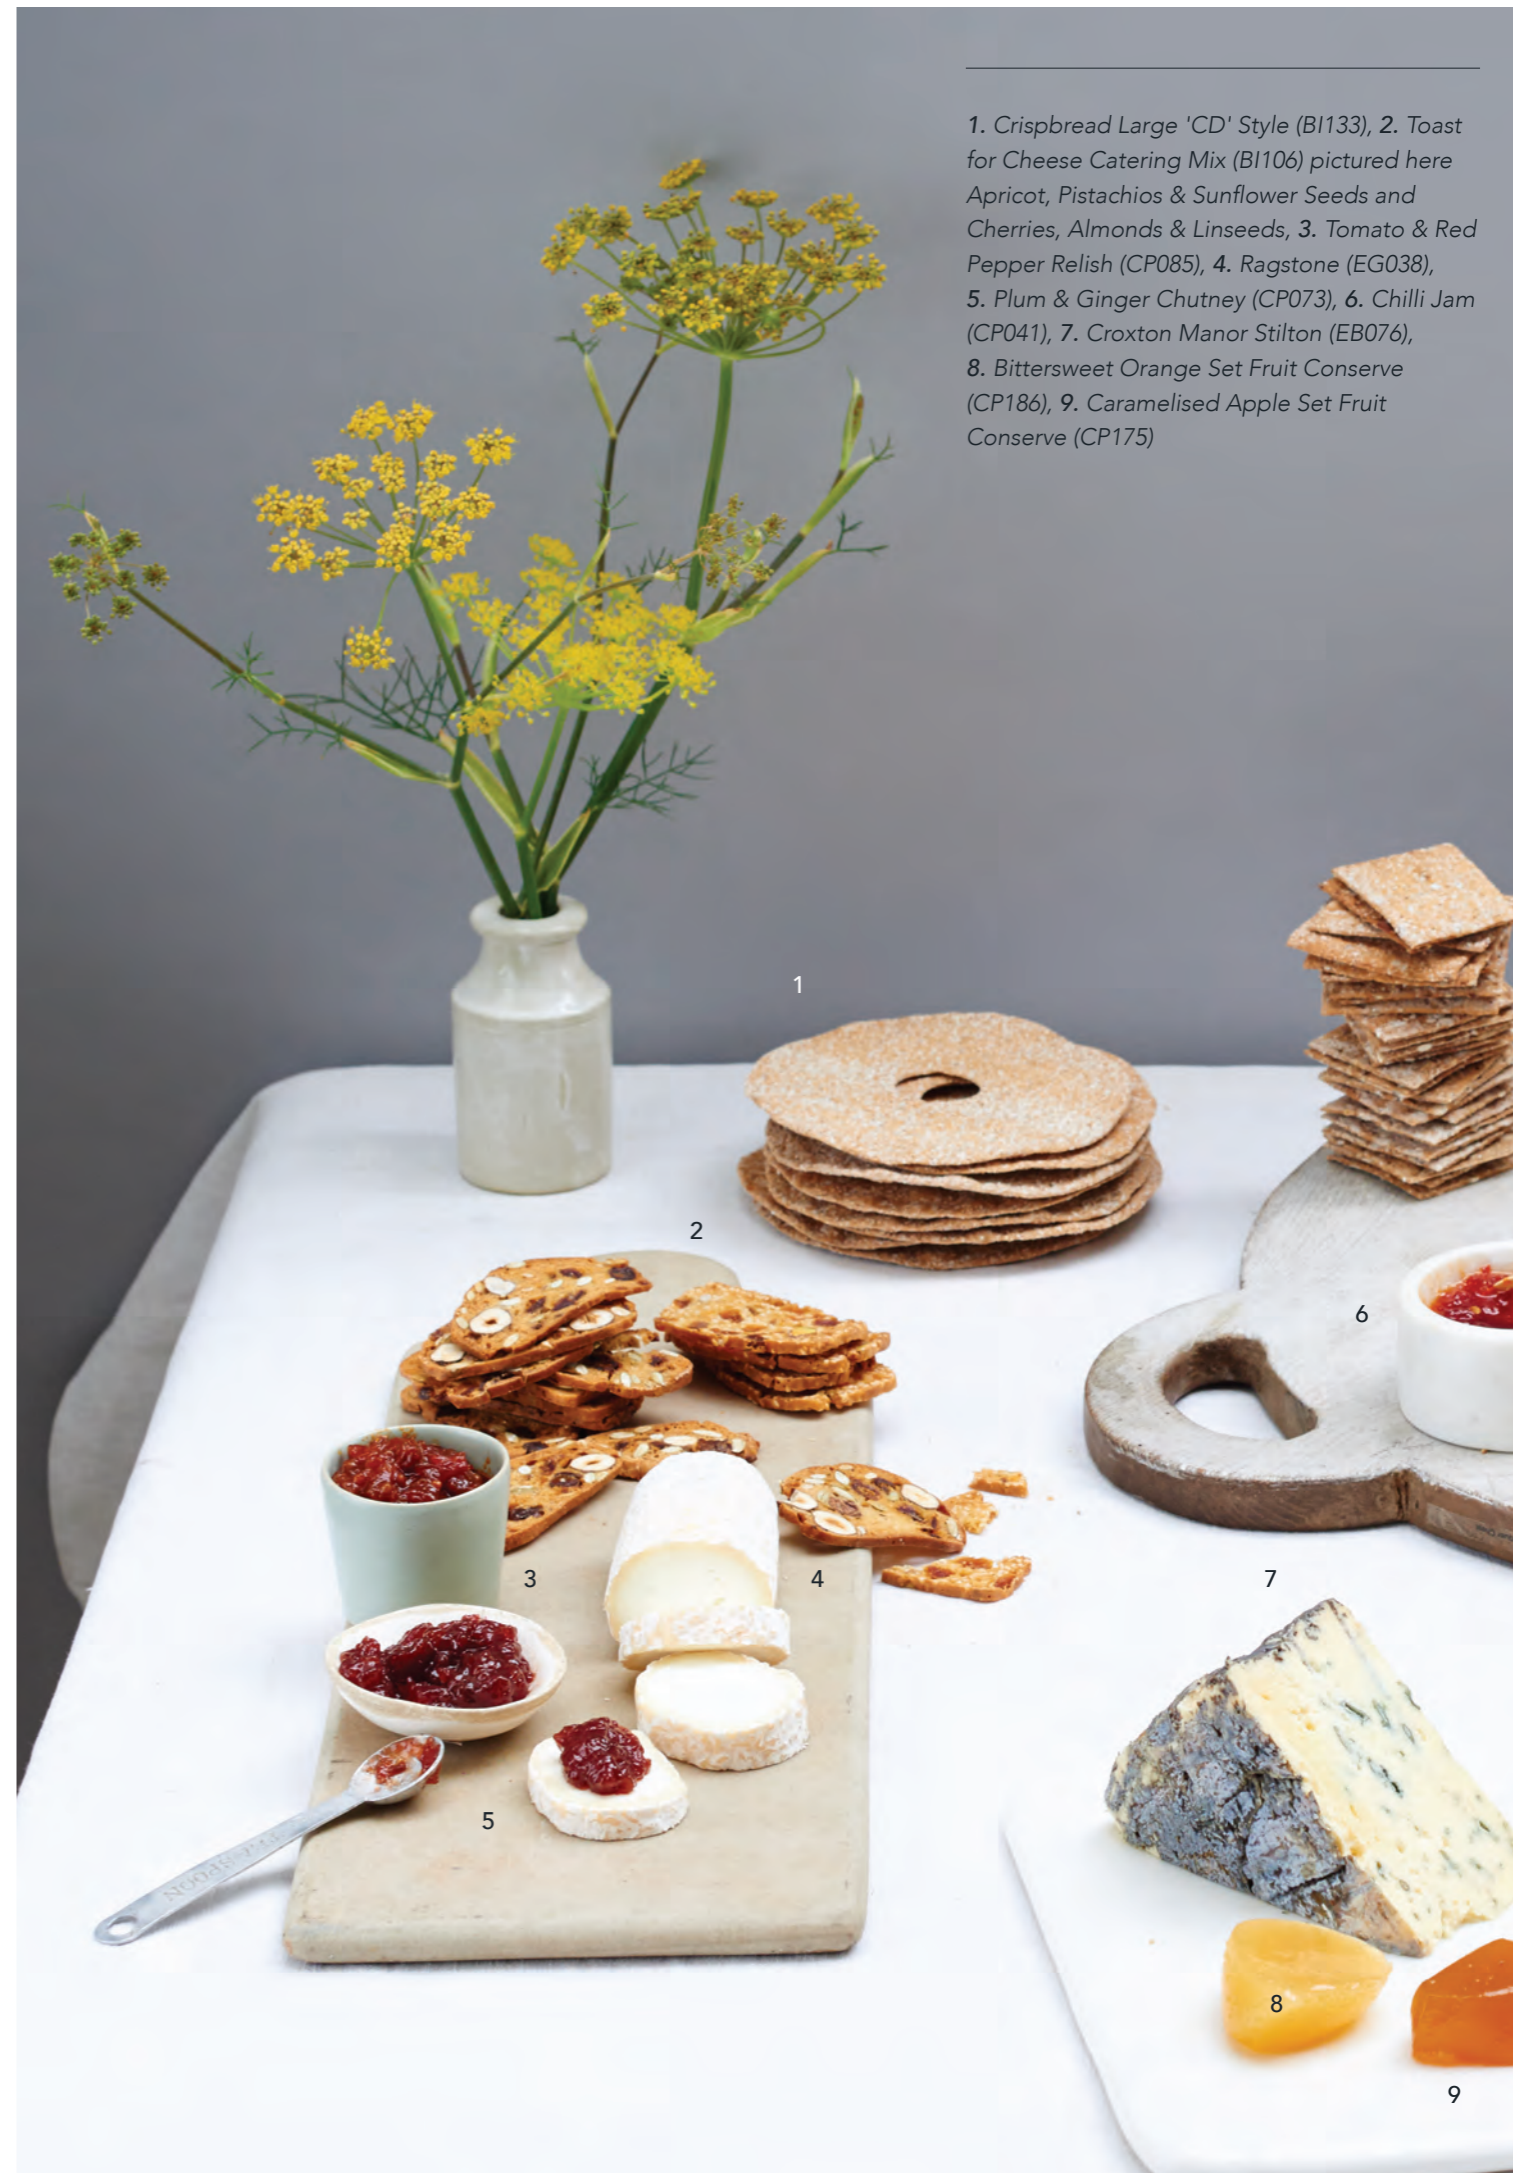 1. Crispbread Large 'CD' Style (BI133), 2. Toast
for Cheese Catering Mix (BI106) pictured here
Apricot, Pistachios & Sunflower Seeds and
Cherries, Almonds & Linseeds, 3. Tomato & Red
Pepper Relish (CP085), 4. Ragstone (EG038),
5. Plum & Ginger Chutney (CP073), 6. Chilli Jam
(CP041), 7. Croxton Manor Stilton (EB076),
8. Bittersweet Orange Set Fruit Conserve
(CP186), 9. Caramelised Apple Set Fruit
Conserve (CP175)
1
2
6
3
4
7
5
8
9